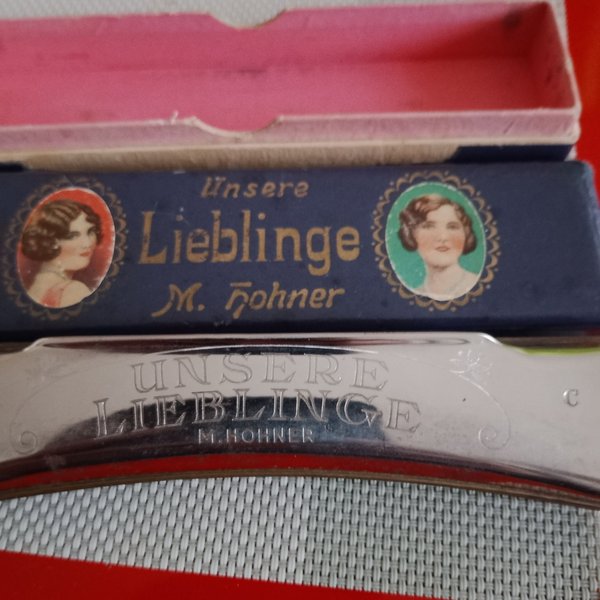 Unsere
Lieblinge
M. Hohner
UNSERE
LIEBLINGE
M. HOHNER
C